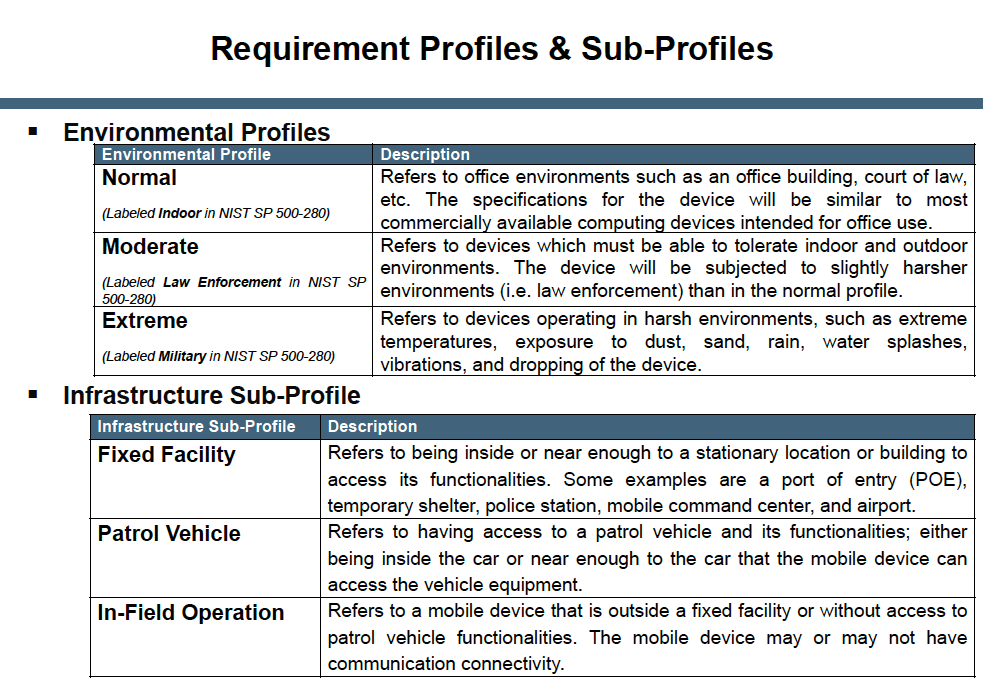 Requirement Profiles & Sub-Profiles
▪ Environmental Profiles
Environmental Profile
Description
Normal
(Labeled Indoor in NIST SP 500-280)
Refers to office environments such as an office building, court of law,
etc. The specifications for the device will be similar to most
commercially available computing devices intended for office use.
Moderate
(Labeled Law Enforcement in NIST SP
500-280)
Refers to devices which must be able to tolerate indoor and outdoor
environments. The device will be subjected to slightly harsher
environments (i.e. law enforcement) than in the normal profile.
Extreme
(Labeled Military in NIST SP 500-280)
Refers to devices operating in harsh environments, such as extreme
temperatures, exposure to dust, sand, rain, water splashes,
vibrations, and dropping of the device.
▪ Infrastructure Sub-Profile
Infrastructure Sub-Profile
Description
Fixed Facility
Refers to being inside or near enough to a stationary location or building to
access its functionalities. Some examples are a port of entry (POE),
temporary shelter, police station, mobile command center, and airport.
Patrol Vehicle
Refers to having access to a patrol vehicle and its functionalities; either
being inside the car or near enough to the car that the mobile device can
access the vehicle equipment.
In-Field Operation
Refers to a mobile device that is outside a fixed facility or without access to
patrol vehicle functionalities. The mobile device may or may not have
communication connectivity.